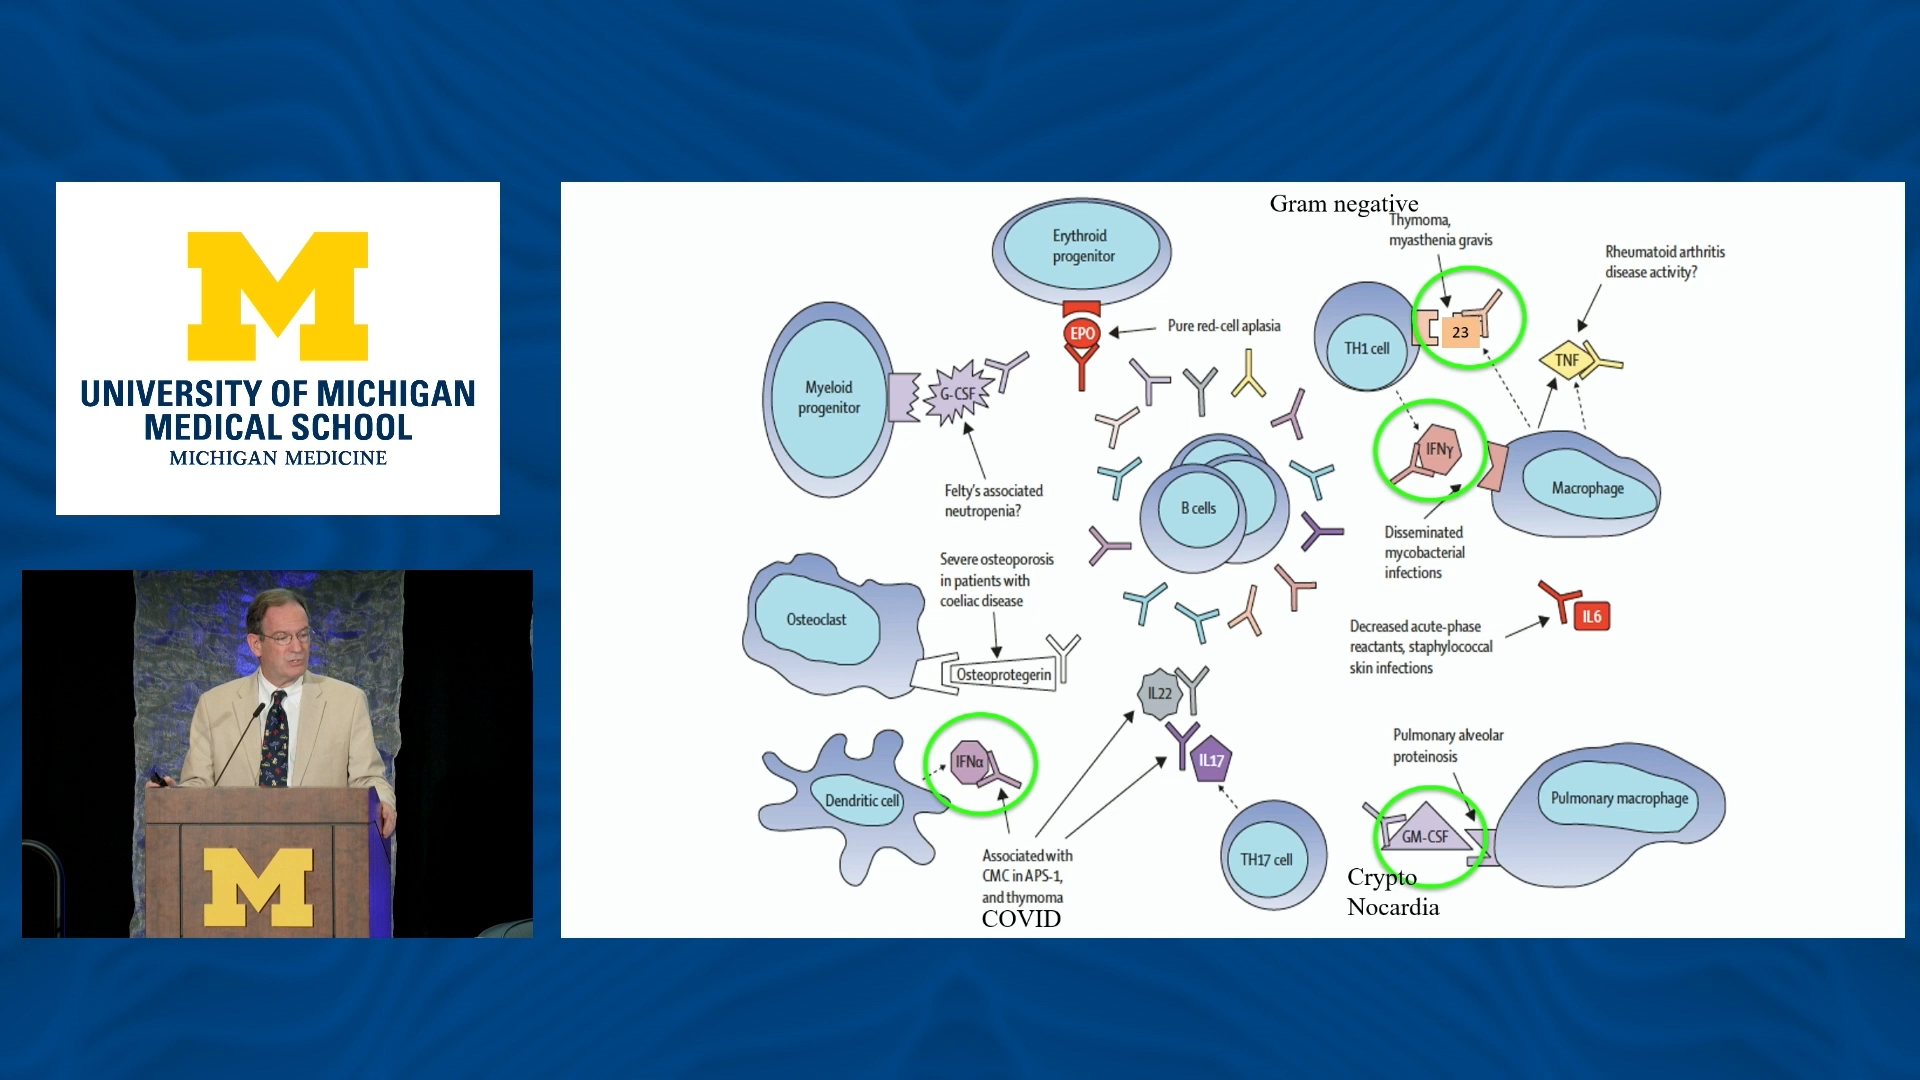 M
UNIVERSITY OF MICHIGAN
MEDICAL SCHOOL
MICHIGAN MEDICINE
M
Gram negative
Thymoma,
myasthenia gravis
Rheumatoid arthritis
disease activity?
Erythroid
progenitor
EPO
Pure red-cell aplasia
TH1 cell
23
TNF
Myeloid
progenitor
G-CSF
IFNγ
Macrophage
Felty's associated
neutropenia?
B cells
Disseminated
mycobacterial
infections
Severe osteoporosis
in patients with
coeliac disease
Osteoclast
Osteoprotegerin
IL6
Decreased acute-phase
reactants, staphylococcal
skin infections
IL22
IL17
Dendritic cell
IFNα
Associated with
CMC in APS-1,
and thymoma
COVID
TH17 cell
Pulmonary alveolar
proteinosis
GM-CSF
Pulmonary macrophage
Crypto
Nocardia